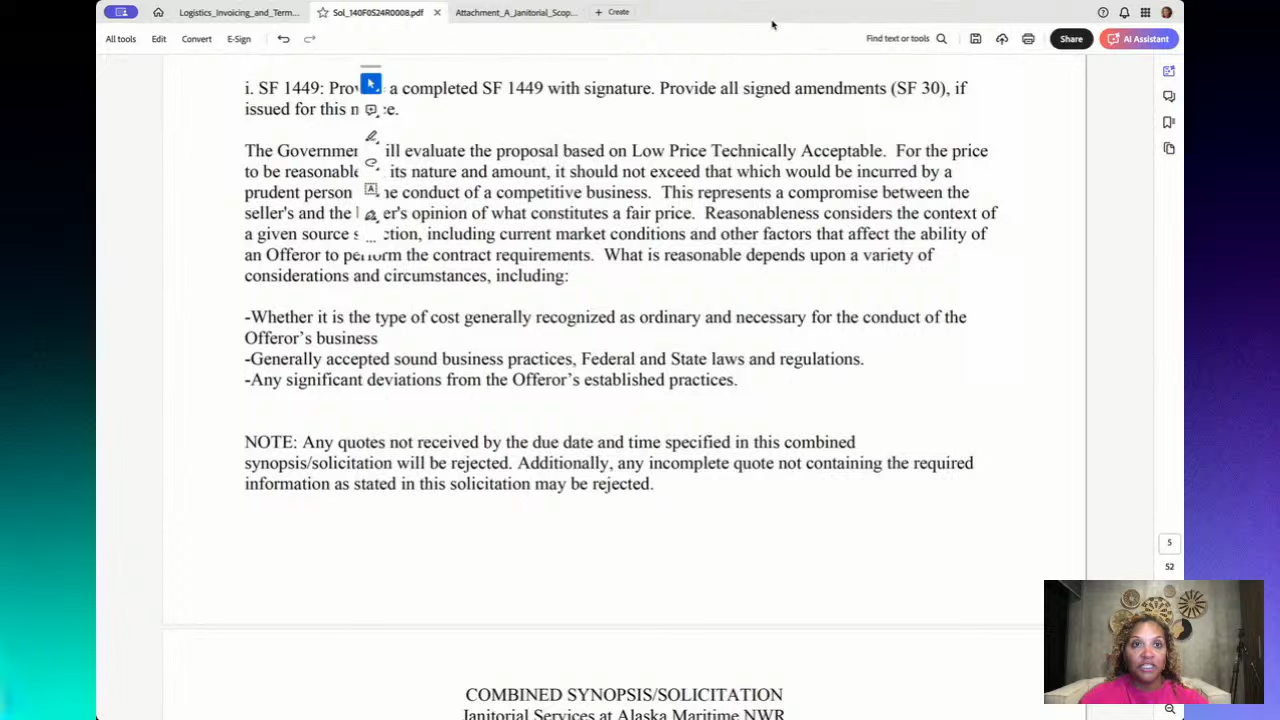 Logistics_Invoicing_and_Term...
Sol_140F0S24R0008.pdf
Attachment_A_Janitorial_Scop...
+ Create
All tools
Edit
Convert
E-Sign
Find text or tools
Share
AI Assistant
i. SF 1449: Prov a completed SF 1449 with signature. Provide all signed amendments (SF 30), if
issued for this n ce.
The Governmen ill evaluate the proposal based on Low Price Technically Acceptable. For the price
to be reasonabl its nature and amount, it should not exceed that which would be incurred by a
prudent person ne conduct of a competitive business. This represents a compromise between the
seller's and the er's opinion of what constitutes a fair price. Reasonableness considers the context of
a given source s ction, including current market conditions and other factors that affect the ability of
an Offeror to perform the contract requirements. What is reasonable depends upon a variety of
considerations and circumstances, including:
-Whether it is the type of cost generally recognized as ordinary and necessary for the conduct of the
Offeror’s business
-Generally accepted sound business practices, Federal and State laws and regulations.
-Any significant deviations from the Offeror’s established practices.
NOTE: Any quotes not received by the due date and time specified in this combined
synopsis/solicitation will be rejected. Additionally, any incomplete quote not containing the required
information as stated in this solicitation may be rejected.
5
52
COMBINED SYNOPSIS/SOLICITATION
Janitorial Services at Alaska Maritime NWR